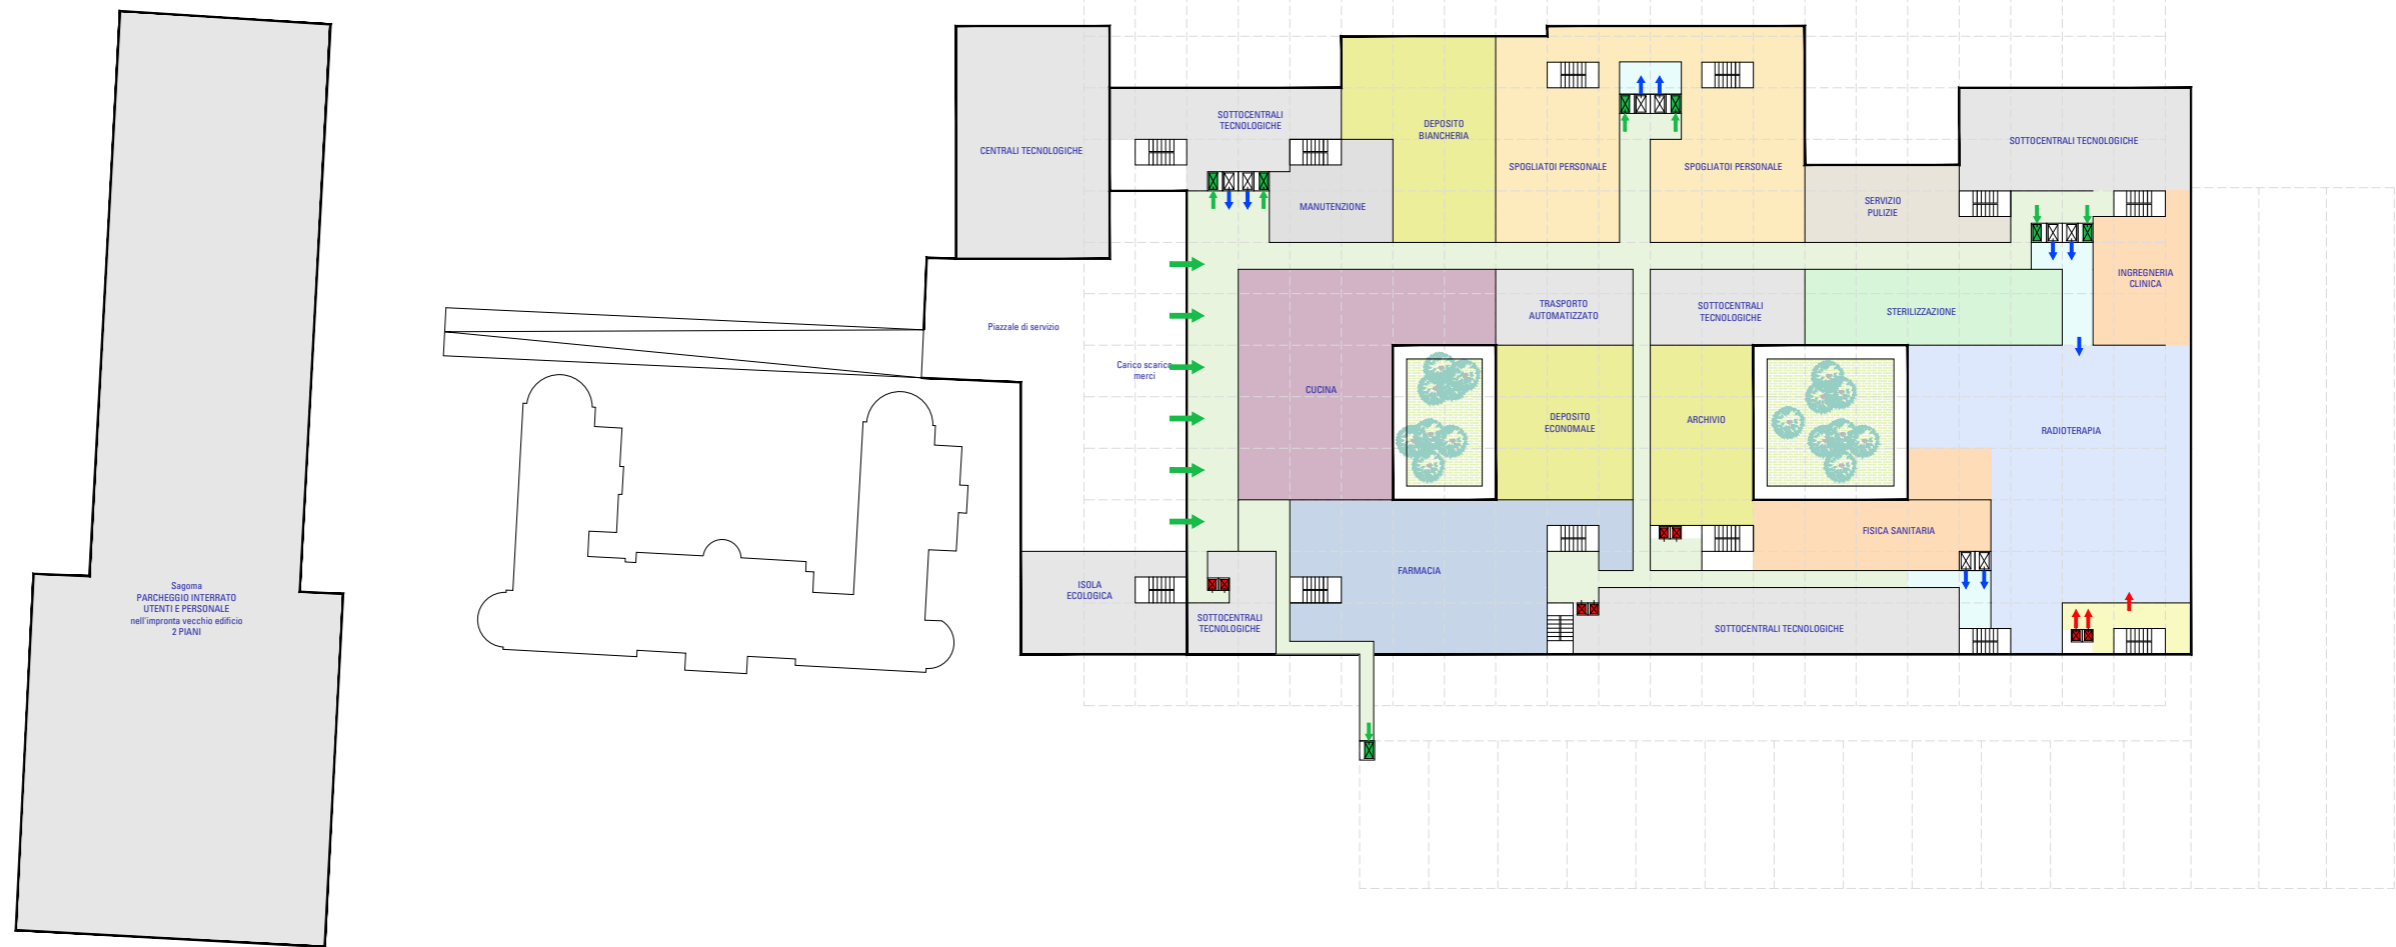 SOTTOCENTRALI
TECNOLOGICHE
DEPOSITO
BIANCHERIA
CENTRALI TECNOLOGICHE
SPOGLIATOI PERSONALE
SPOGLIATOI PERSONALE
SOTTOCENTRALI TECNOLOGICHE
MANUTENZIONE
SERVIZIO
PULIZIE
INGREGNERIA
CLINICA
TRASPORTO
AUTOMATIZZATO
SOTTOCENTRALI
TECNOLOGICHE
STERILIZZAZIONE
Piazzale di servizio
Carico scarico
merci
CUCINA
DEPOSITO
ECONOMALE
ARCHIVIO
RADIOTERAPIA
FISICA SANITARIA
FARMACIA
ISOLA
ECOLOGICA
Sagoma
PARCHEGGIO INTERRATO
UTENTI E PERSONALE
nell'impronta vecchio edificio
2 PIANI
SOTTOCENTRALI
TECNOLOGICHE
SOTTOCENTRALI TECNOLOGICHE